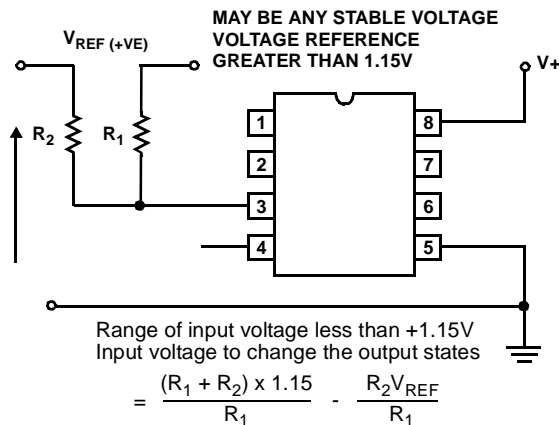 MAY BE ANY STABLE VOLTAGE
VOLTAGE REFERENCE
GREATER THAN 1.15V
VREF (+VE)
V+
R2
R1
1
8
2
7
3
6
4
5
Range of input voltage less than +1.15V
Input voltage to change the output states
= (R1 + R2) x 1.15 / R1 - R2VREF / R1